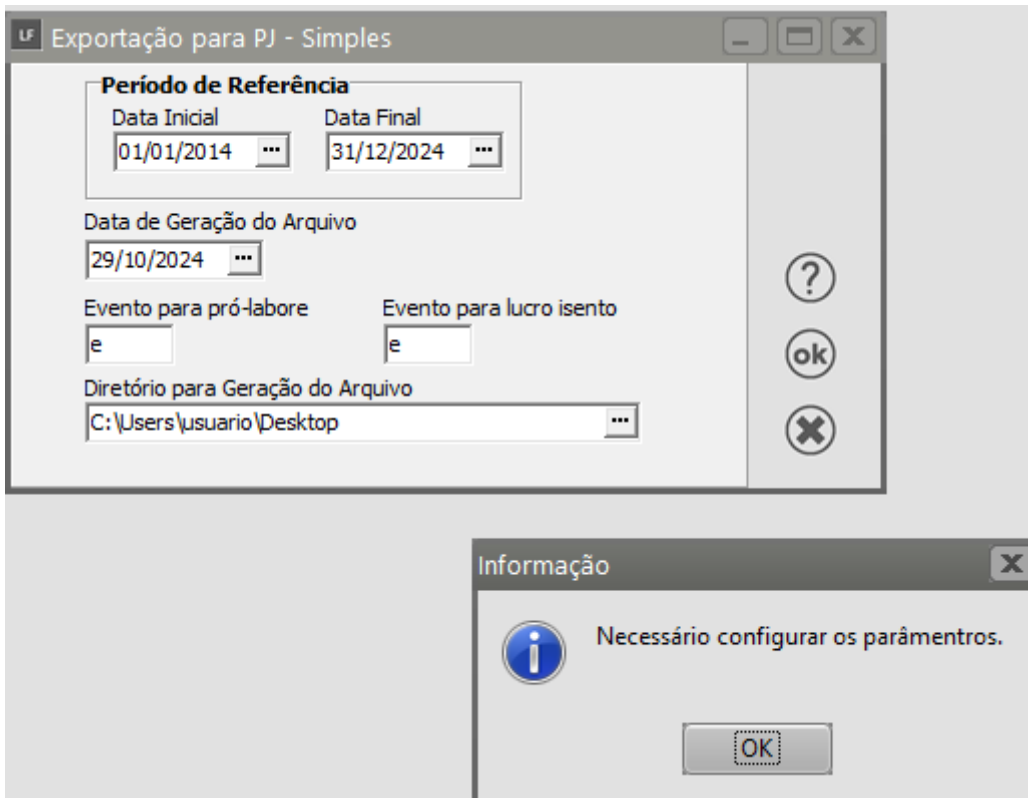 LF Exportação para PJ - Simples
Período de Referência
Data Inicial Data Final
01/01/2014 ... 31/12/2024 ...
Data de Geração do Arquivo
29/10/2024 ...
Evento para pró-labore Evento para lucro isento
e e
Diretório para Geração do Arquivo
C:\Users\usuario\Desktop ...
?
ok
Informação
Necessário configurar os parâmentros.
OK